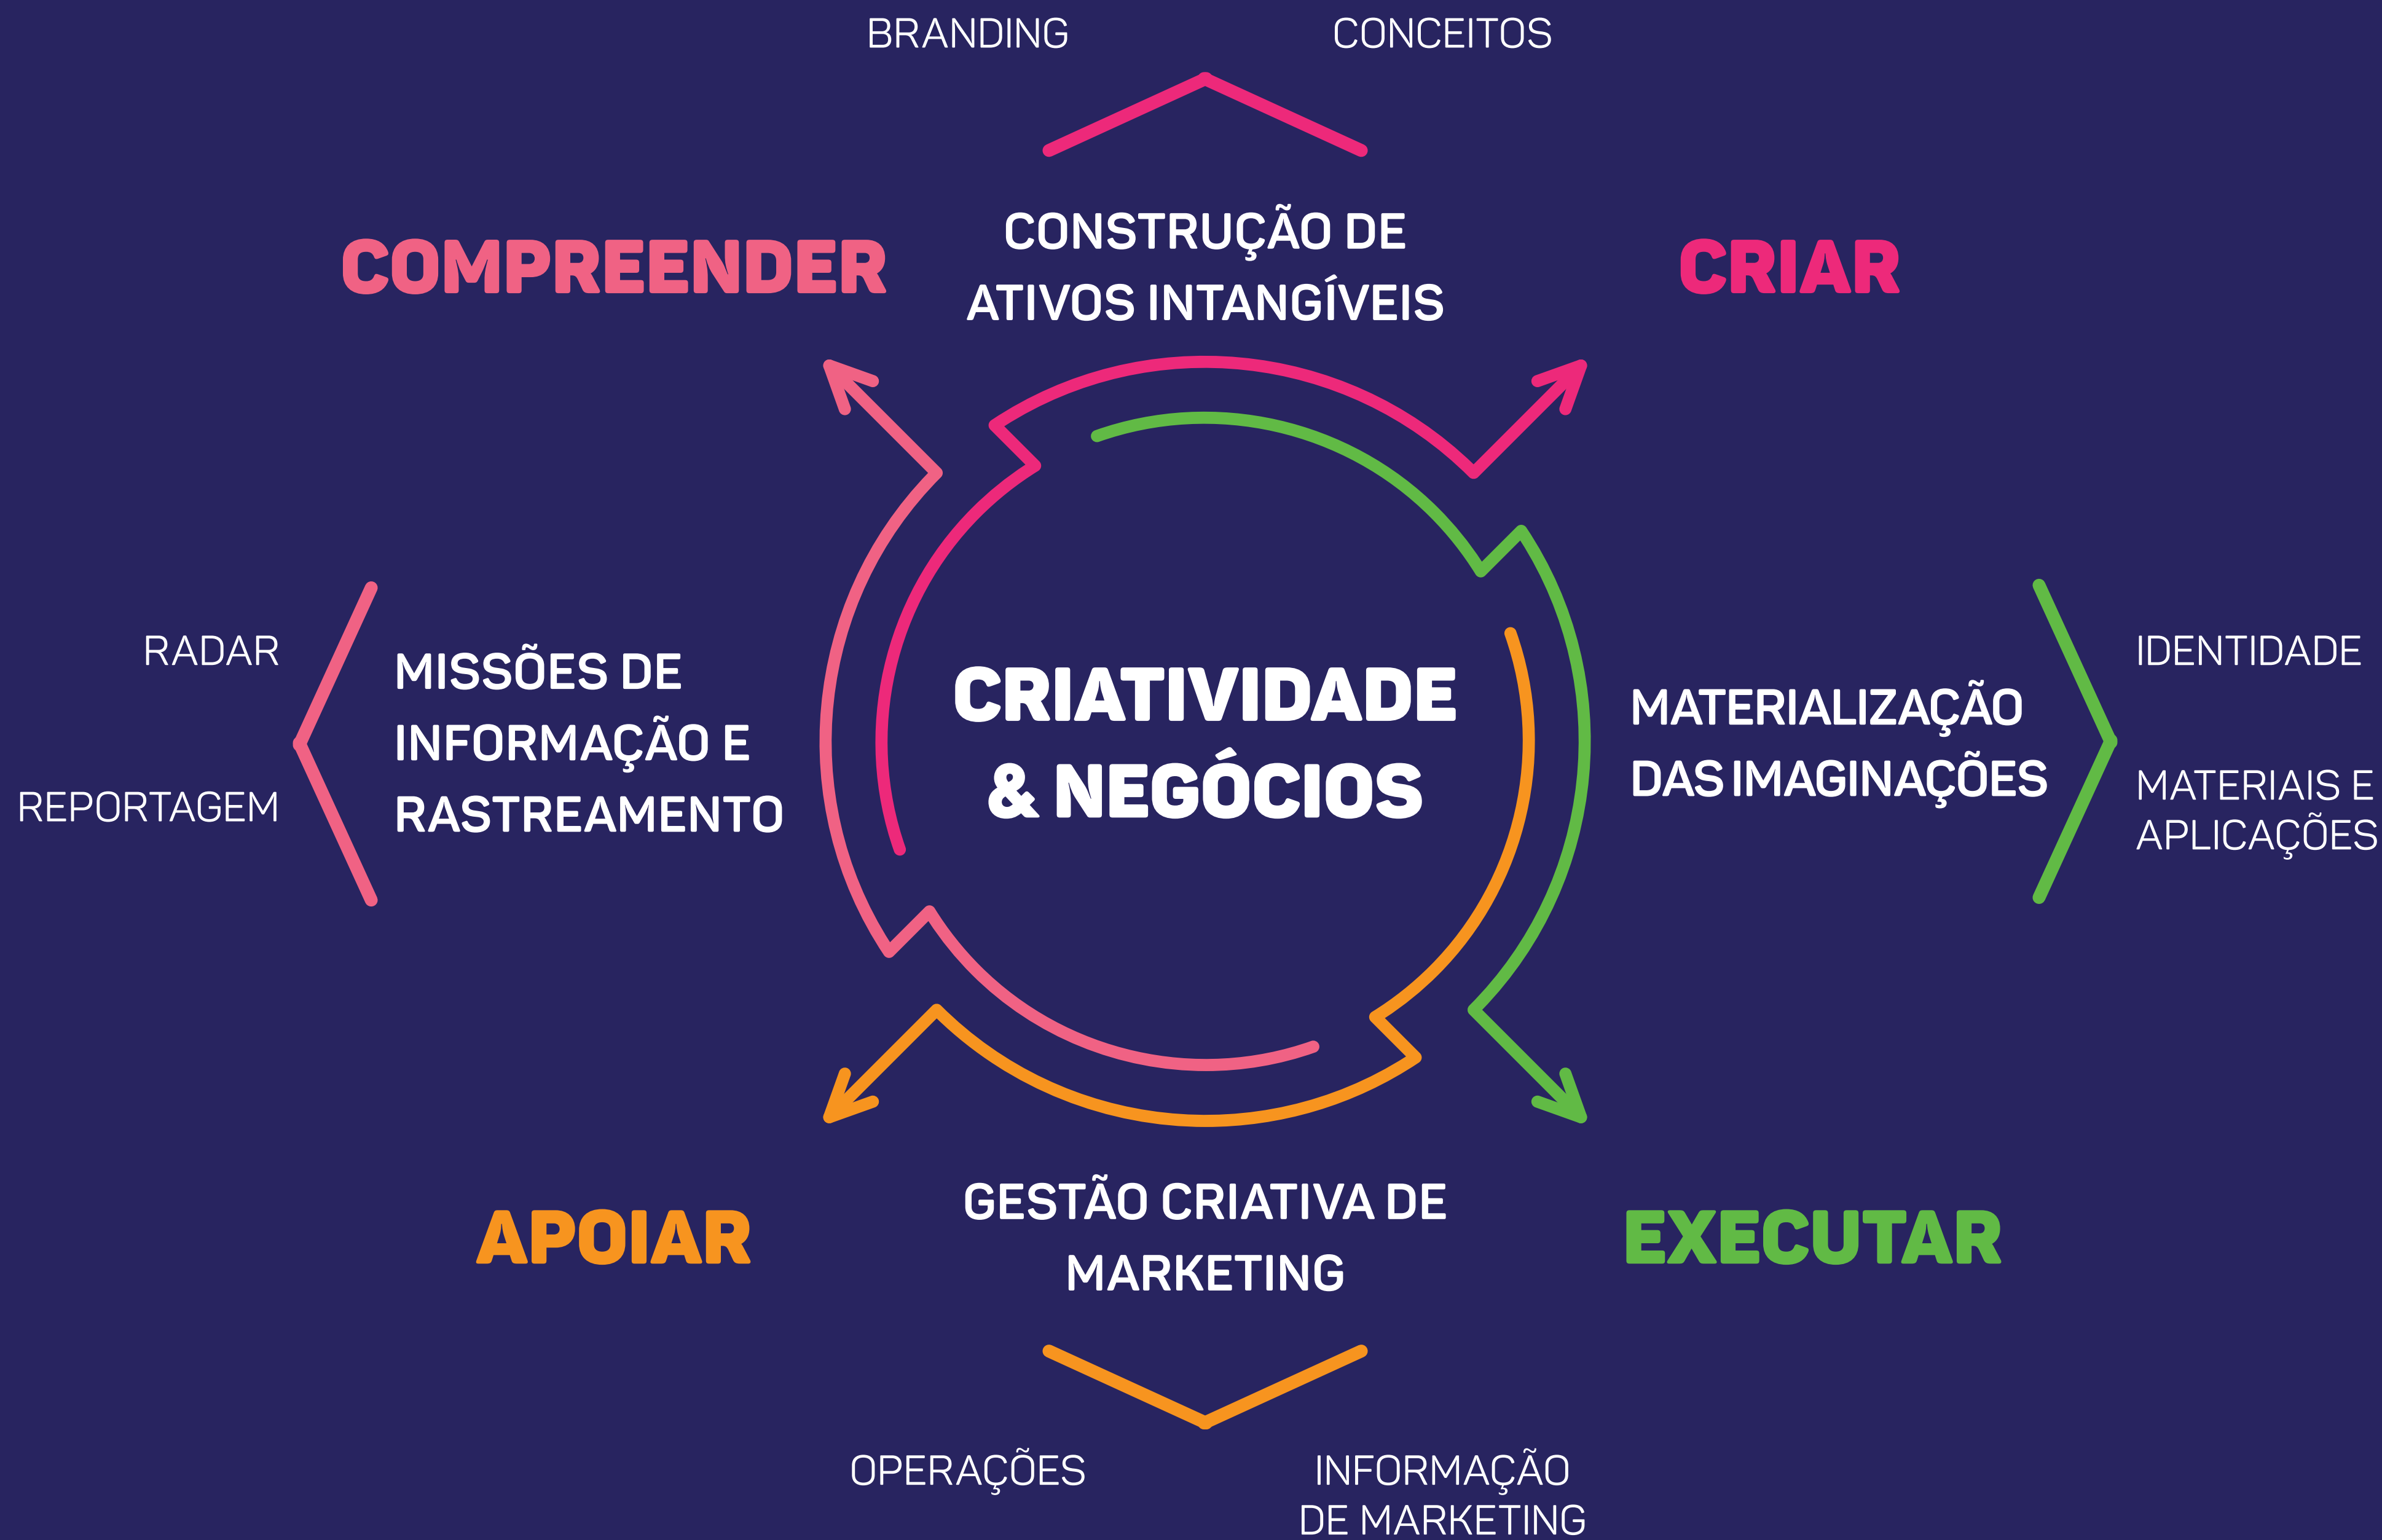 BRANDING
CONCEITOS
CONSTRUÇÃO DE
ATIVOS INTANGÍVEIS
COMPREENDER
CRIAR
RADAR
REPORTAGEM
MISSÕES DE
INFORMAÇÃO E
RASTREAMENTO
CRIATIVIDADE
& NEGÓCIOS
MATERIALIZAÇÃO
DAS IMAGINAÇÕES
IDENTIDADE
MATERIAIS E
APLICAÇÕES
APOIAR
GESTÃO CRIATIVA DE
MARKETING
EXECUTAR
OPERAÇÕES
INFORMAÇÃO
DE MARKETING